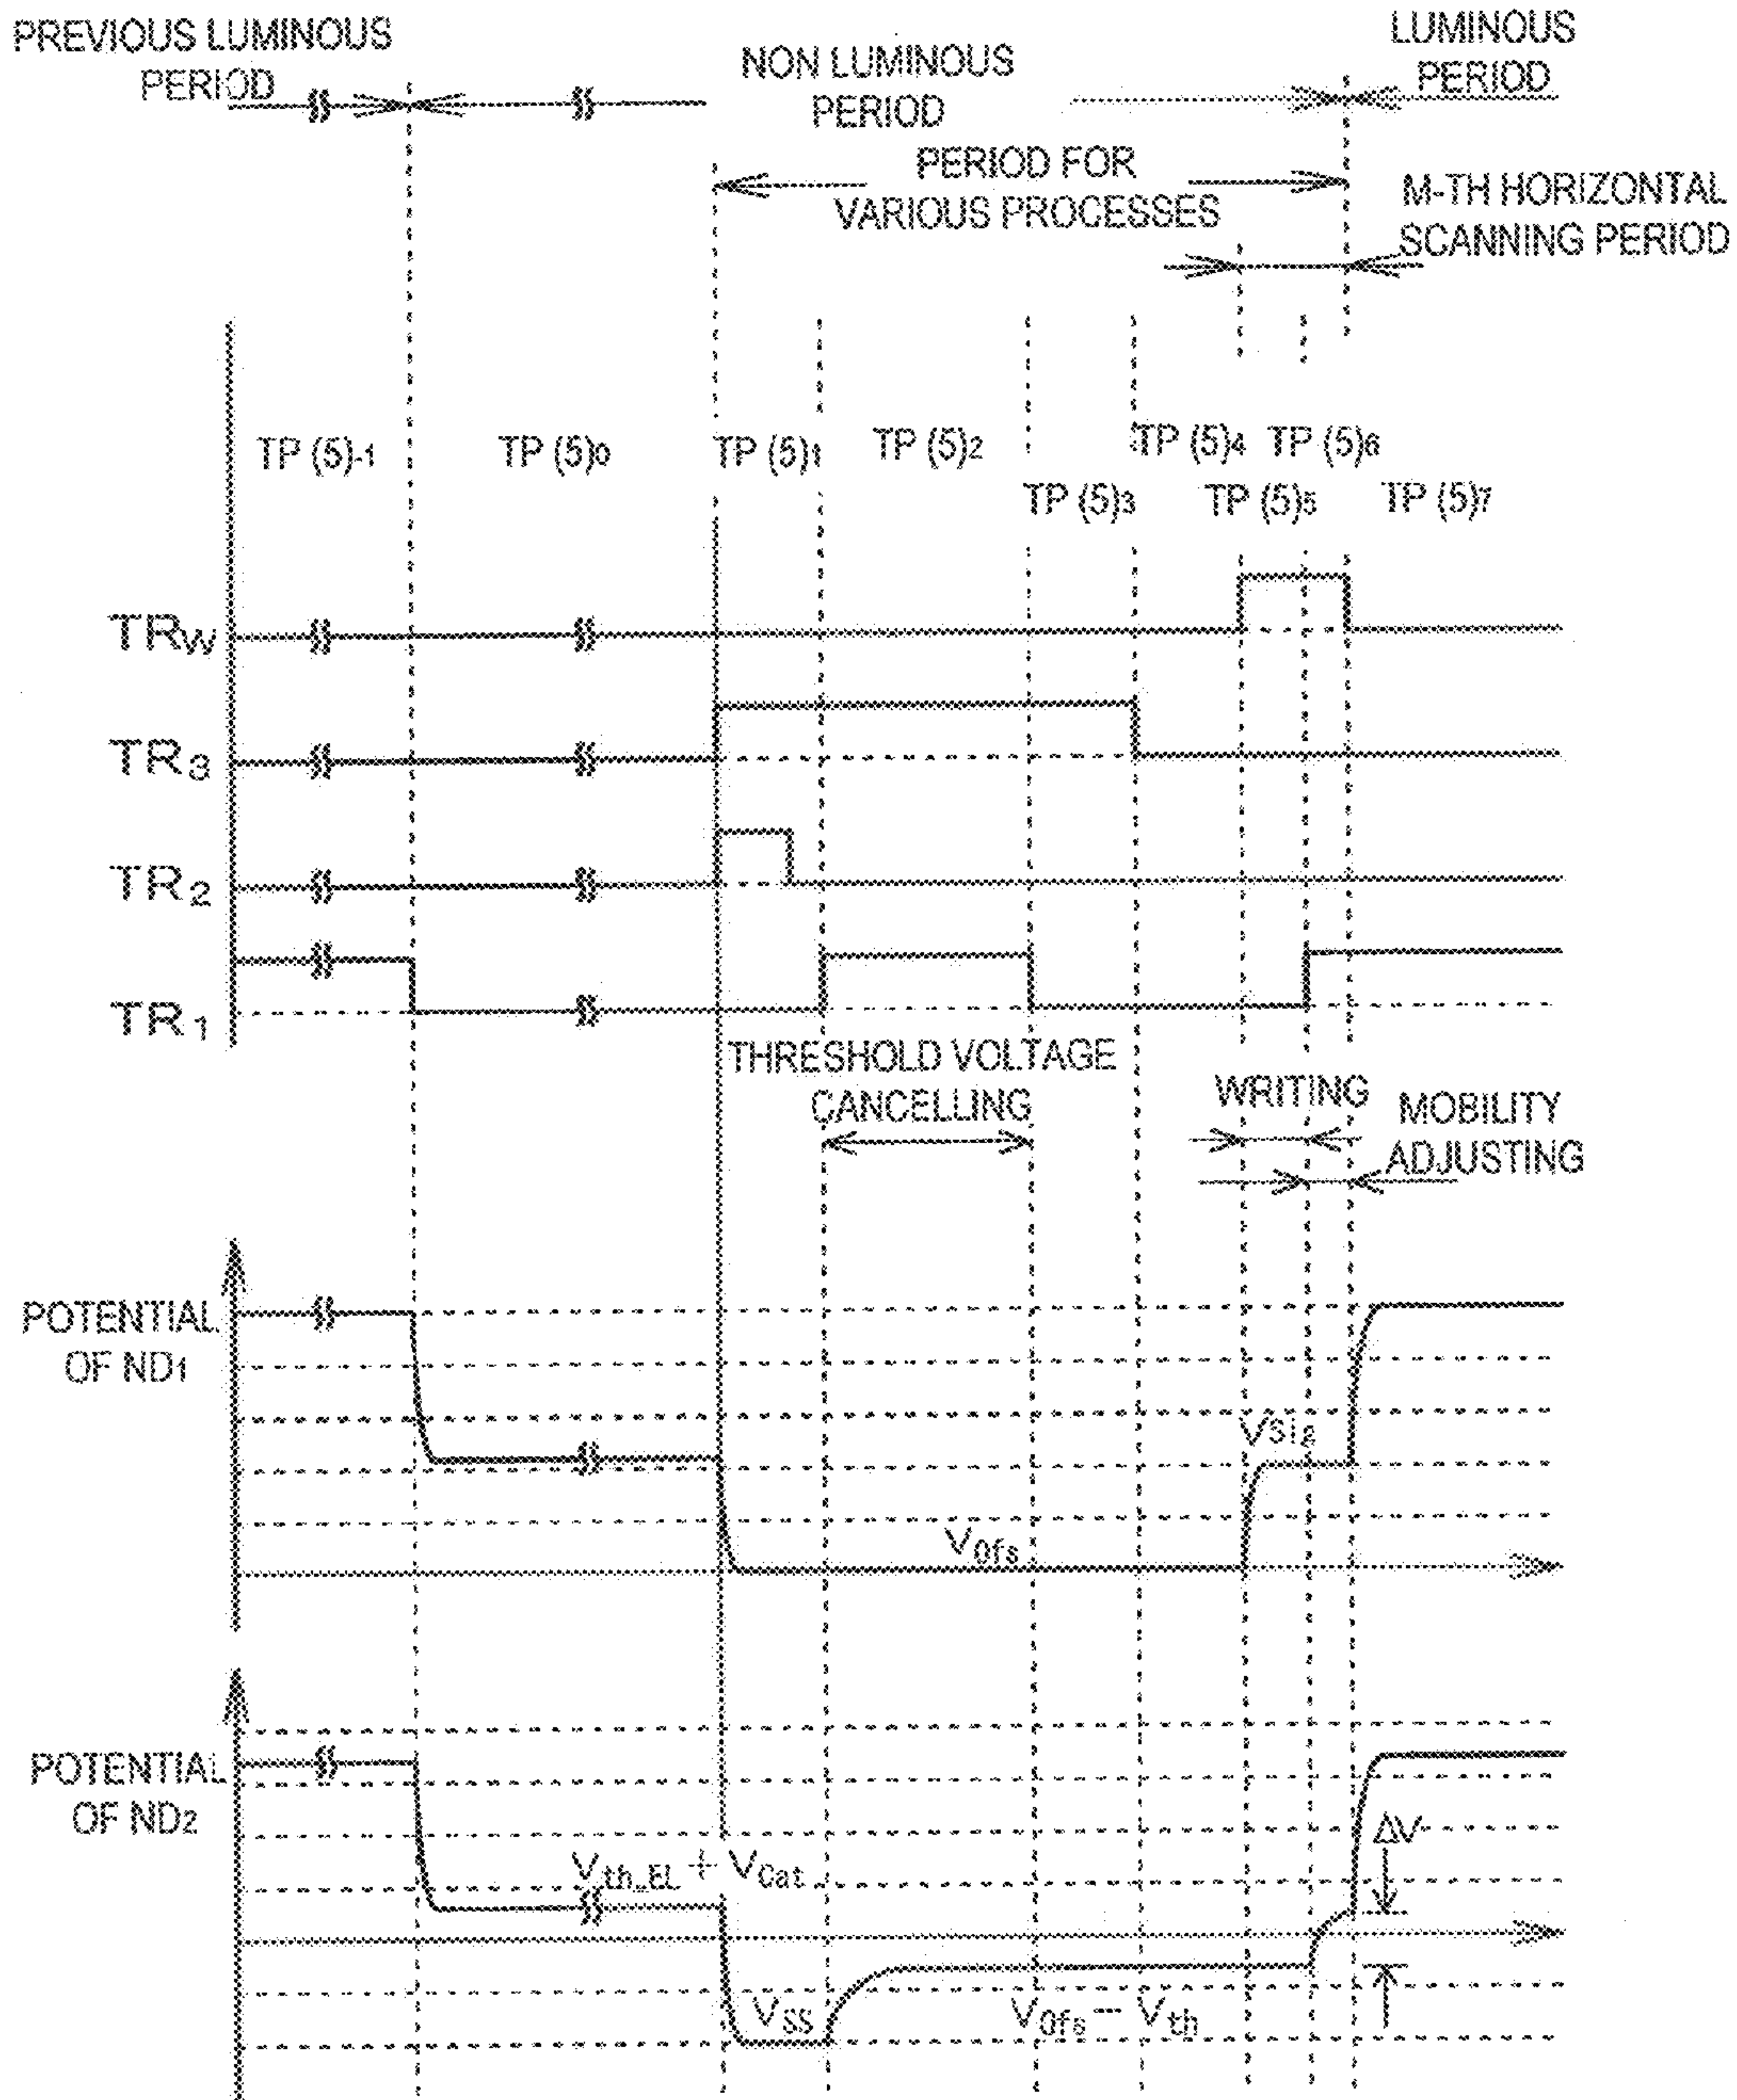 PREVIOUS LUMINOUS
PERIOD
NON LUMINOUS
PERIOD
LUMINOUS
PERIOD
PERIOD FOR
VARIOUS PROCESSES
M-TH HORIZONTAL
SCANNING PERIOD
TP (5)-1
TP (5)0
TP (5)1
TP (5)2
TP (5)3
TP (5)4
TP (5)5
TP (5)6
TP (5)7
TRW
TR3
TR2
TR1
THRESHOLD VOLTAGE
CANCELLING
WRITING
MOBILITY
ADJUSTING
POTENTIAL
OF ND1
VSig
VOfs
POTENTIAL
OF ND2
Vth_EL + VCat
ΔV
VSS
VOfs − Vth